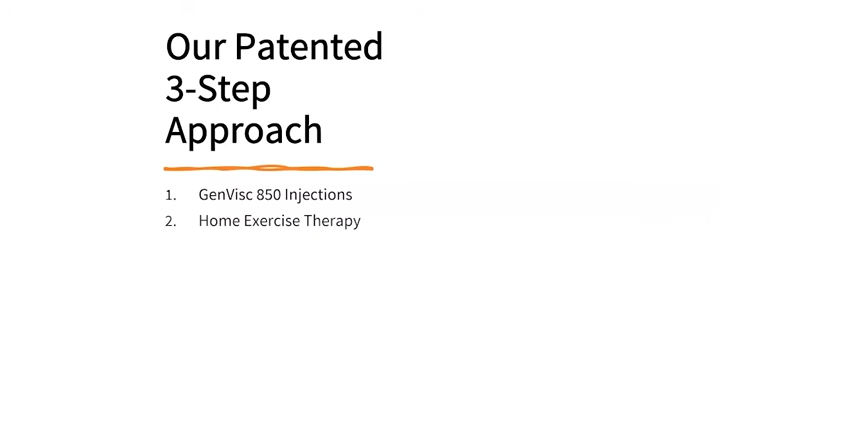 Our Patented
3-Step
Approach
1. GenVisc 850 Injections
2. Home Exercise Therapy